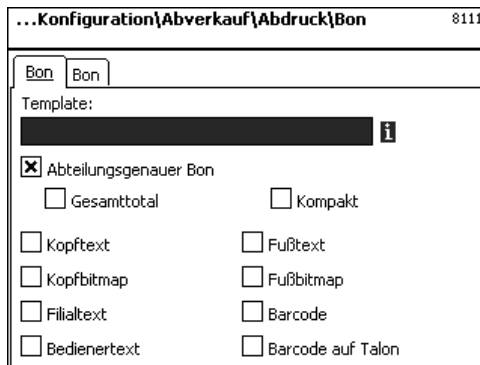 ...Konfiguration\Abverkauf\Abdruck\Bon 8111
Bon Bon
Template:
i
Abteilungsgenauer Bon
Gesamttotal Kompakt
Kopftext Fußtext
Kopfbitmap Fußbitmap
Filialtext Barcode
Bedienertext Barcode auf Talon